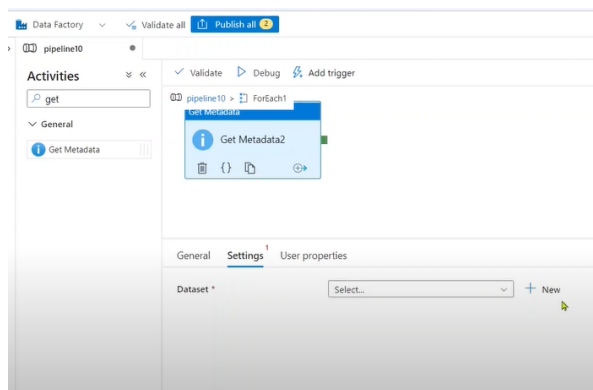 Data Factory
Validate all
Publish all 2
pipeline10
Activities
Validate
Debug
Add trigger
get
pipeline10 > ForEach1
General
Get Metadata
Get Metadata
Get Metadata2
{}
General
Settings 1
User properties
Dataset *
Select...
+ New